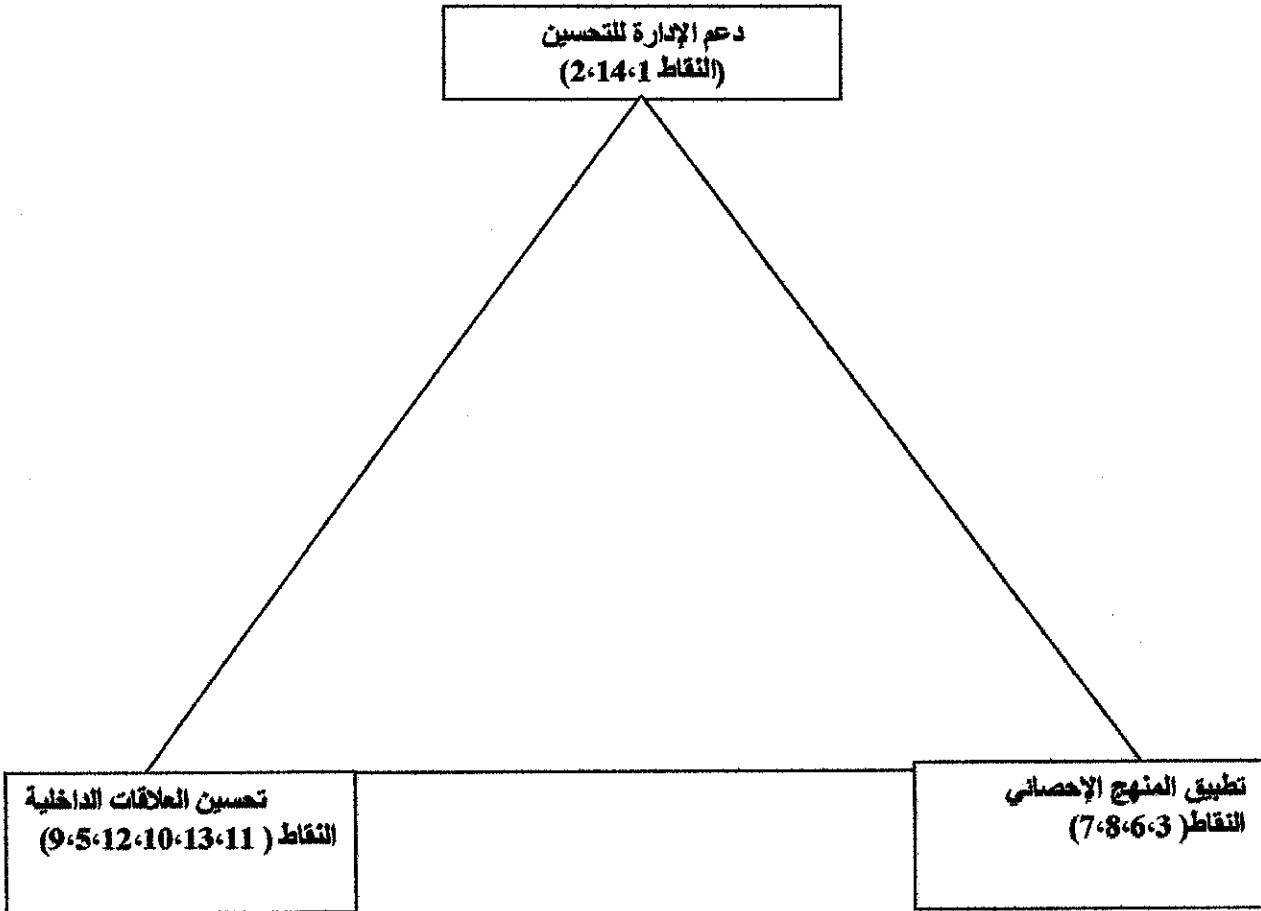 دعم الإدارة للتحسين
(النقاط 1،14،2)
تحسين العلاقات الداخلية
النقاط ( 11،13،10،12،5،9)
تطبيق المنهج الإحصائي
النقاط( 3،6،8،7)